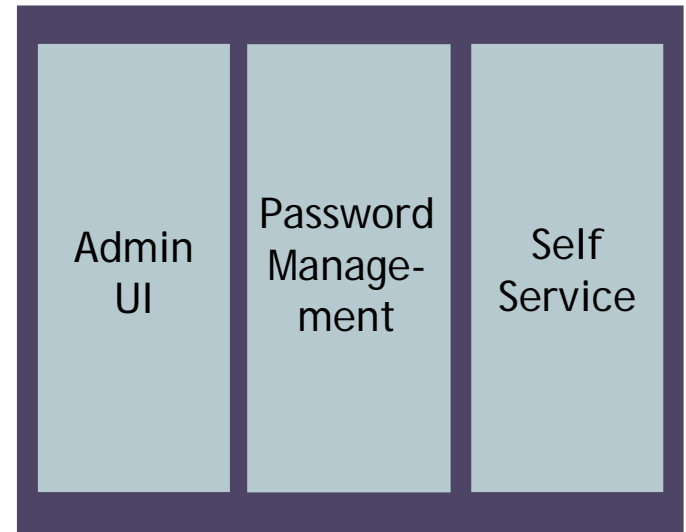 Admin
UI
Password
Manage-
ment
Self
Service